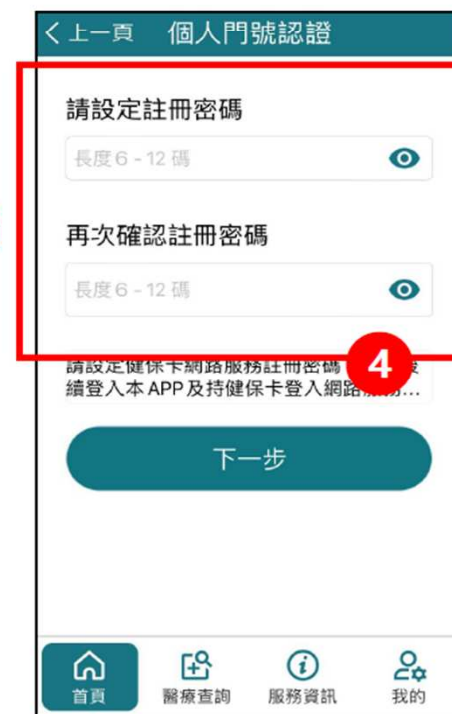 上一頁 個人門號認證
請設定註冊密碼
長度6 - 12 碼
再次確認註冊密碼
長度6 - 12 碼
請設定健保卡網路服務註冊密碼
4
續登入本APP及持健保卡登入網路
下一步
首頁 醫療查詢 服務資訊 我的